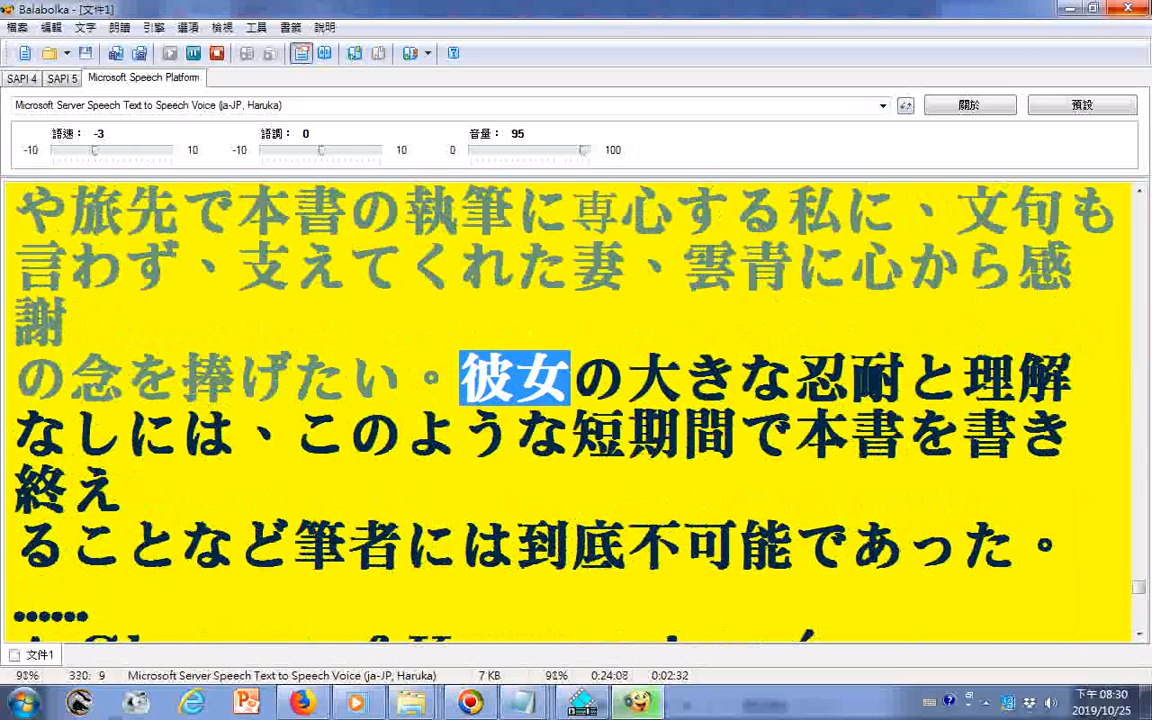 Balabolka - [文件1]
檔案 編輯 文字 朗讀 引擎 選項 檢視 工具 書籤 說明
SAPI 4 SAPI 5 Microsoft Speech Platform
Microsoft Server Speech Text to Speech Voice (ja-JP, Haruka)
關於 預設
語速: -3 語調: 0 音量: 95
-10 10 -10 10 0 100
や旅先で本書の執筆に専心する私に、文句も
言わず、支えてくれた妻、雲青に心から感
謝
の念を捧げたい。彼女の大きな忍耐と理解
なしには、このような短期間で本書を書き
終え
ることなど筆者には到底不可能であった。
......
文件1
98% 330: 9 Microsoft Server Speech Text to Speech Voice (ja-JP, Haruka) 7 KB 91% 0:24:08 0:02:32
下午 08:30
2019/10/25